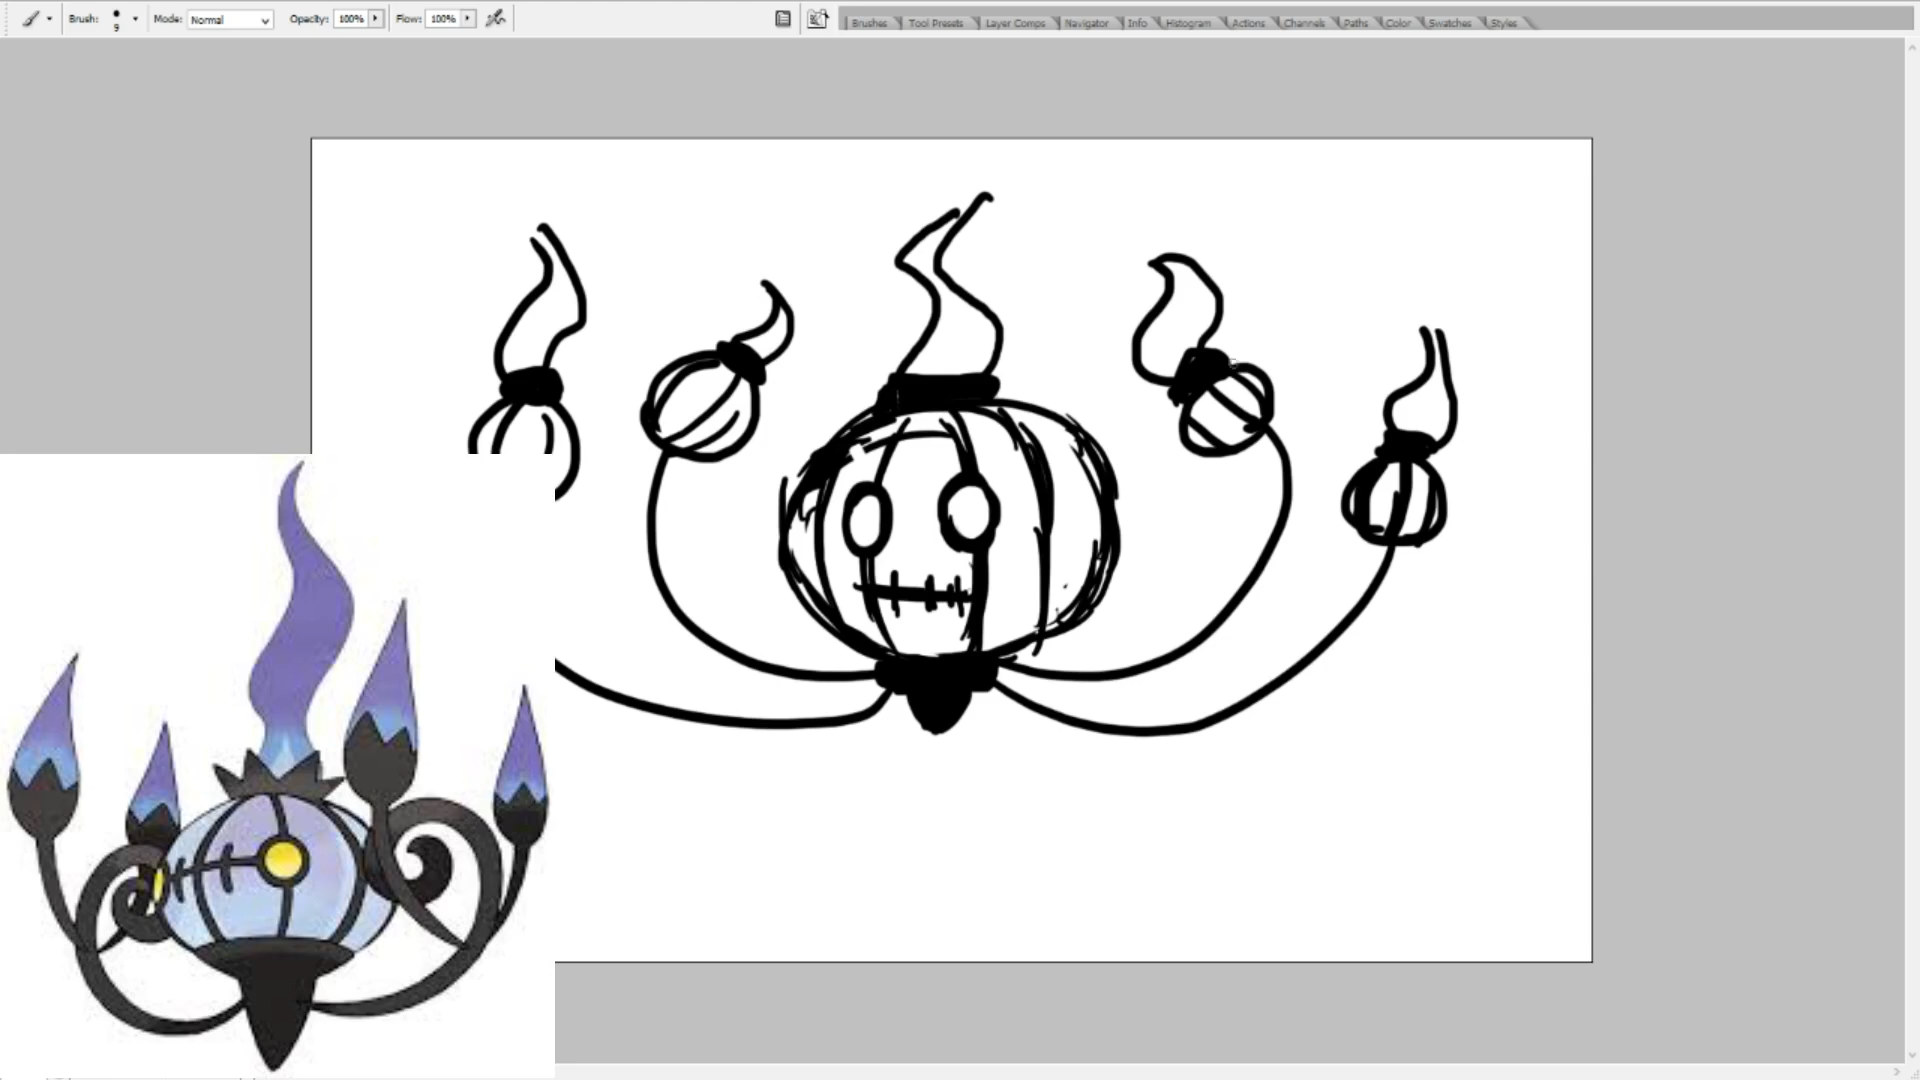 Brush: 9 Mode: Normal Opacity: 100% Flow: 100% Brushes Tool Presets Layer Comps Navigator Info Histogram Actions Channels Paths Color Swatches Styles